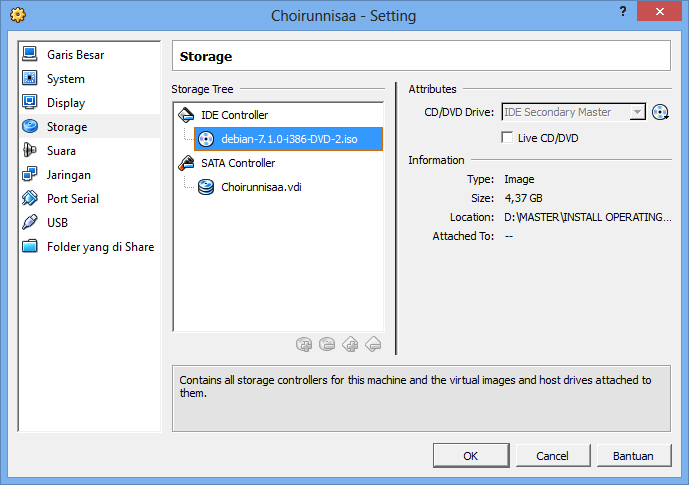 Choirunnisaa - Setting
?
Garis Besar
System
Display
Storage
Suara
Jaringan
Port Serial
USB
Folder yang di Share
Storage
Storage Tree
IDE Controller
debian-7.1.0-i386-DVD-2.iso
SATA Controller
Choirunnisaa.vdi
Attributes
CD/DVD Drive: IDE Secondary Master
Live CD/DVD
Information
Type: Image
Size: 4,37 GB
Location: D:\MASTER\INSTALL OPERATING...
Attached To: --
Contains all storage controllers for this machine and the virtual images and host drives attached to
them.
OK Cancel Bantuan